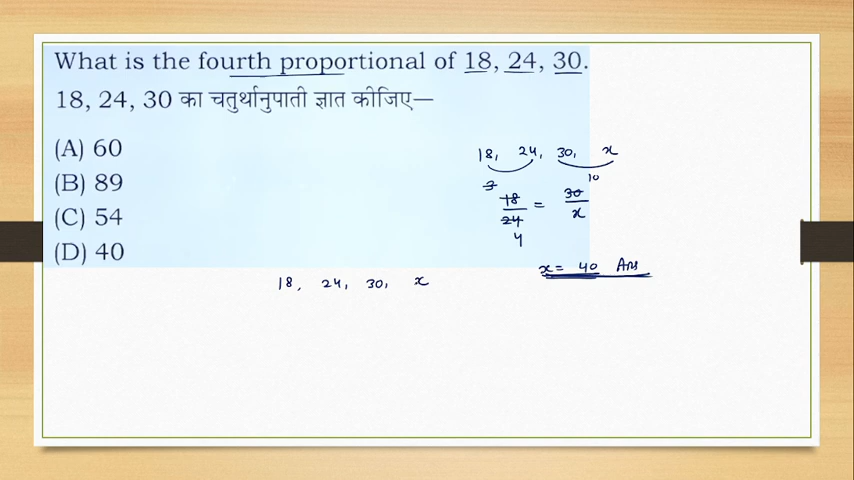 What is the fourth proportional of 18, 24, 30.
18, 24, 30 का चतुर्थानुपाती ज्ञात कीजिए—
(A) 60
(B) 89
(C) 54
(D) 40
18, 24, 30, x
3 10
18 = 30
24 x
4
x = 40 Ans
18, 24, 30, x